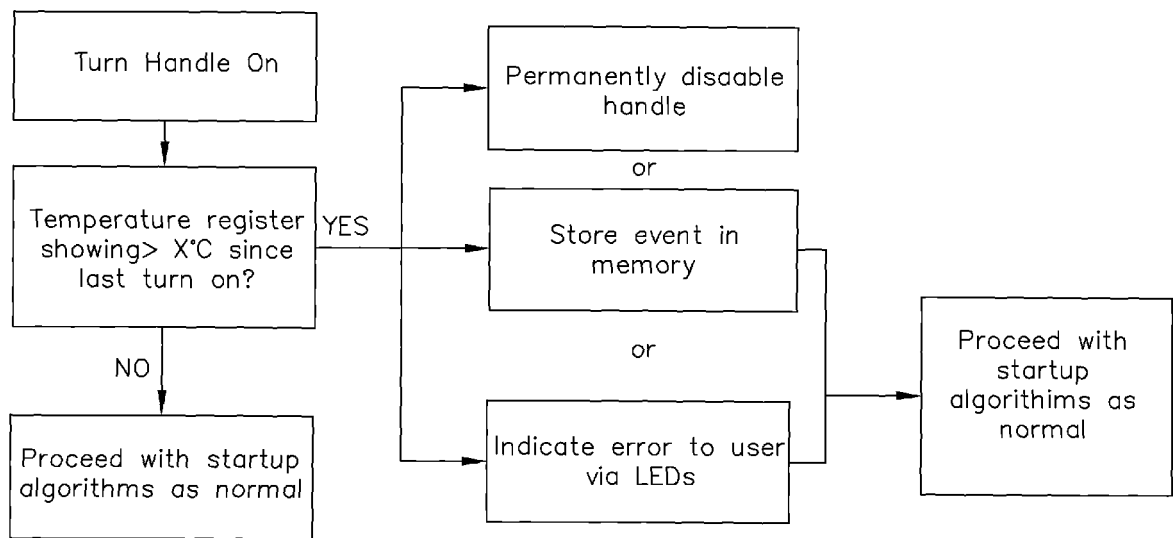 Turn Handle On
Temperature register
showing> X°C since
last turn on?
YES
NO
Proceed with startup
algorithms as normal
Permanently disaable
handle
or
Store event in
memory
or
Indicate error to user
via LEDs
Proceed with
startup
algorithims as
normal